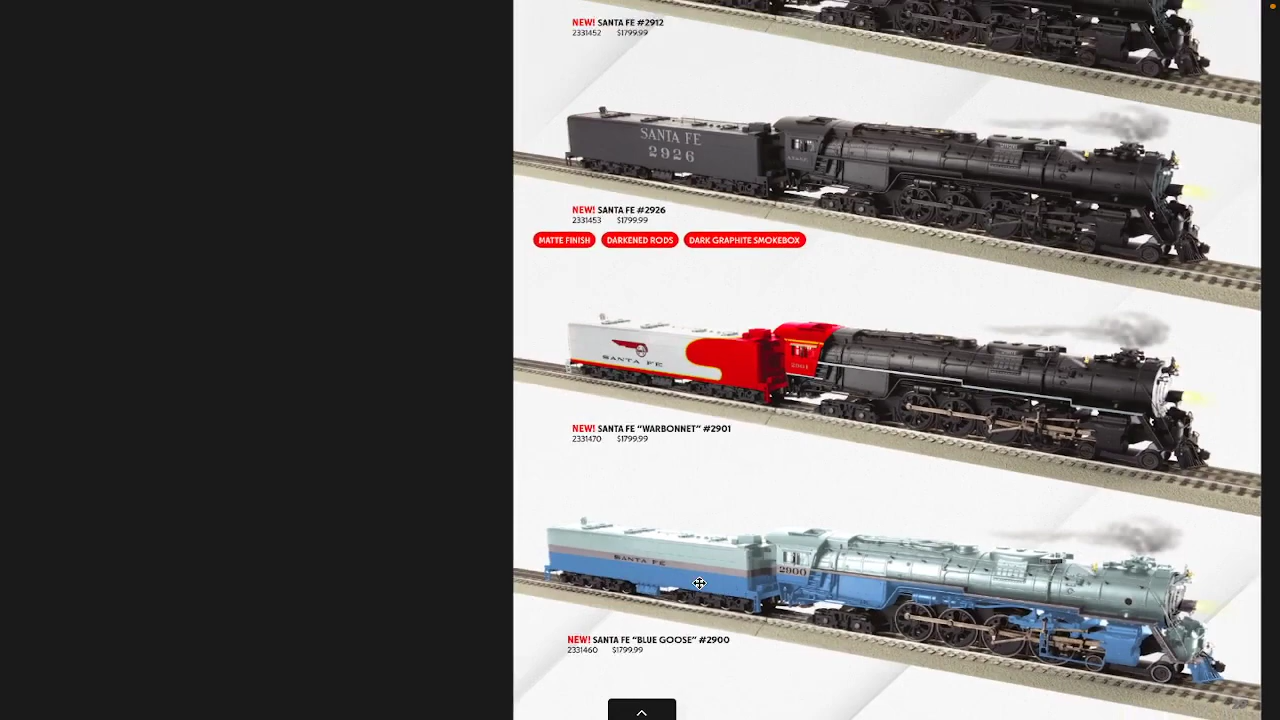 NEW! SANTA FE #2912
2331452 $1799.99
SANTA FE
2926
NEW! SANTA FE #2926
2331453 $1799.99
MATTE FINISH DARKENED RODS DARK GRAPHITE SMOKEBOX
SANTA FE
NEW! SANTA FE “WARBONNET” #2901
2331470 $1799.99
SANTA FE
2900
NEW! SANTA FE “BLUE GOOSE” #2900
2331460 $1799.99